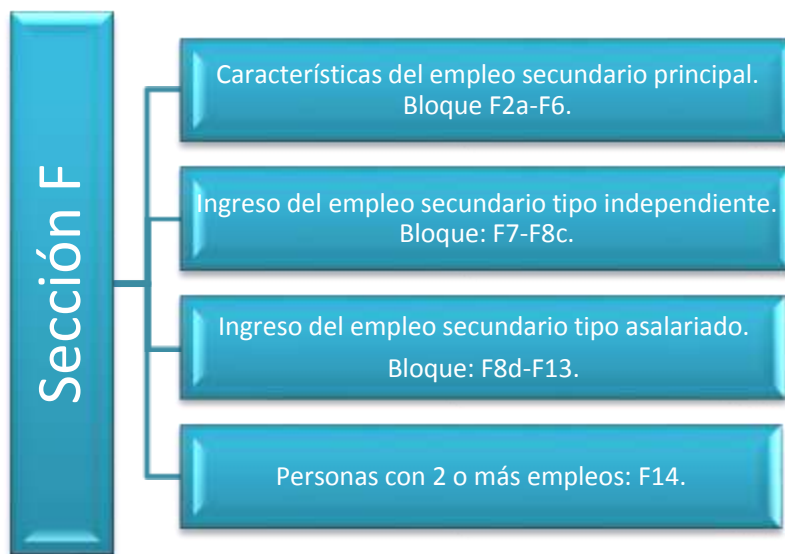 Sección F
Características del empleo secundario principal.
Bloque F2a-F6.
Ingreso del empleo secundario tipo independiente.
Bloque: F7-F8c.
Ingreso del empleo secundario tipo asalariado.
Bloque: F8d-F13.
Personas con 2 o más empleos: F14.